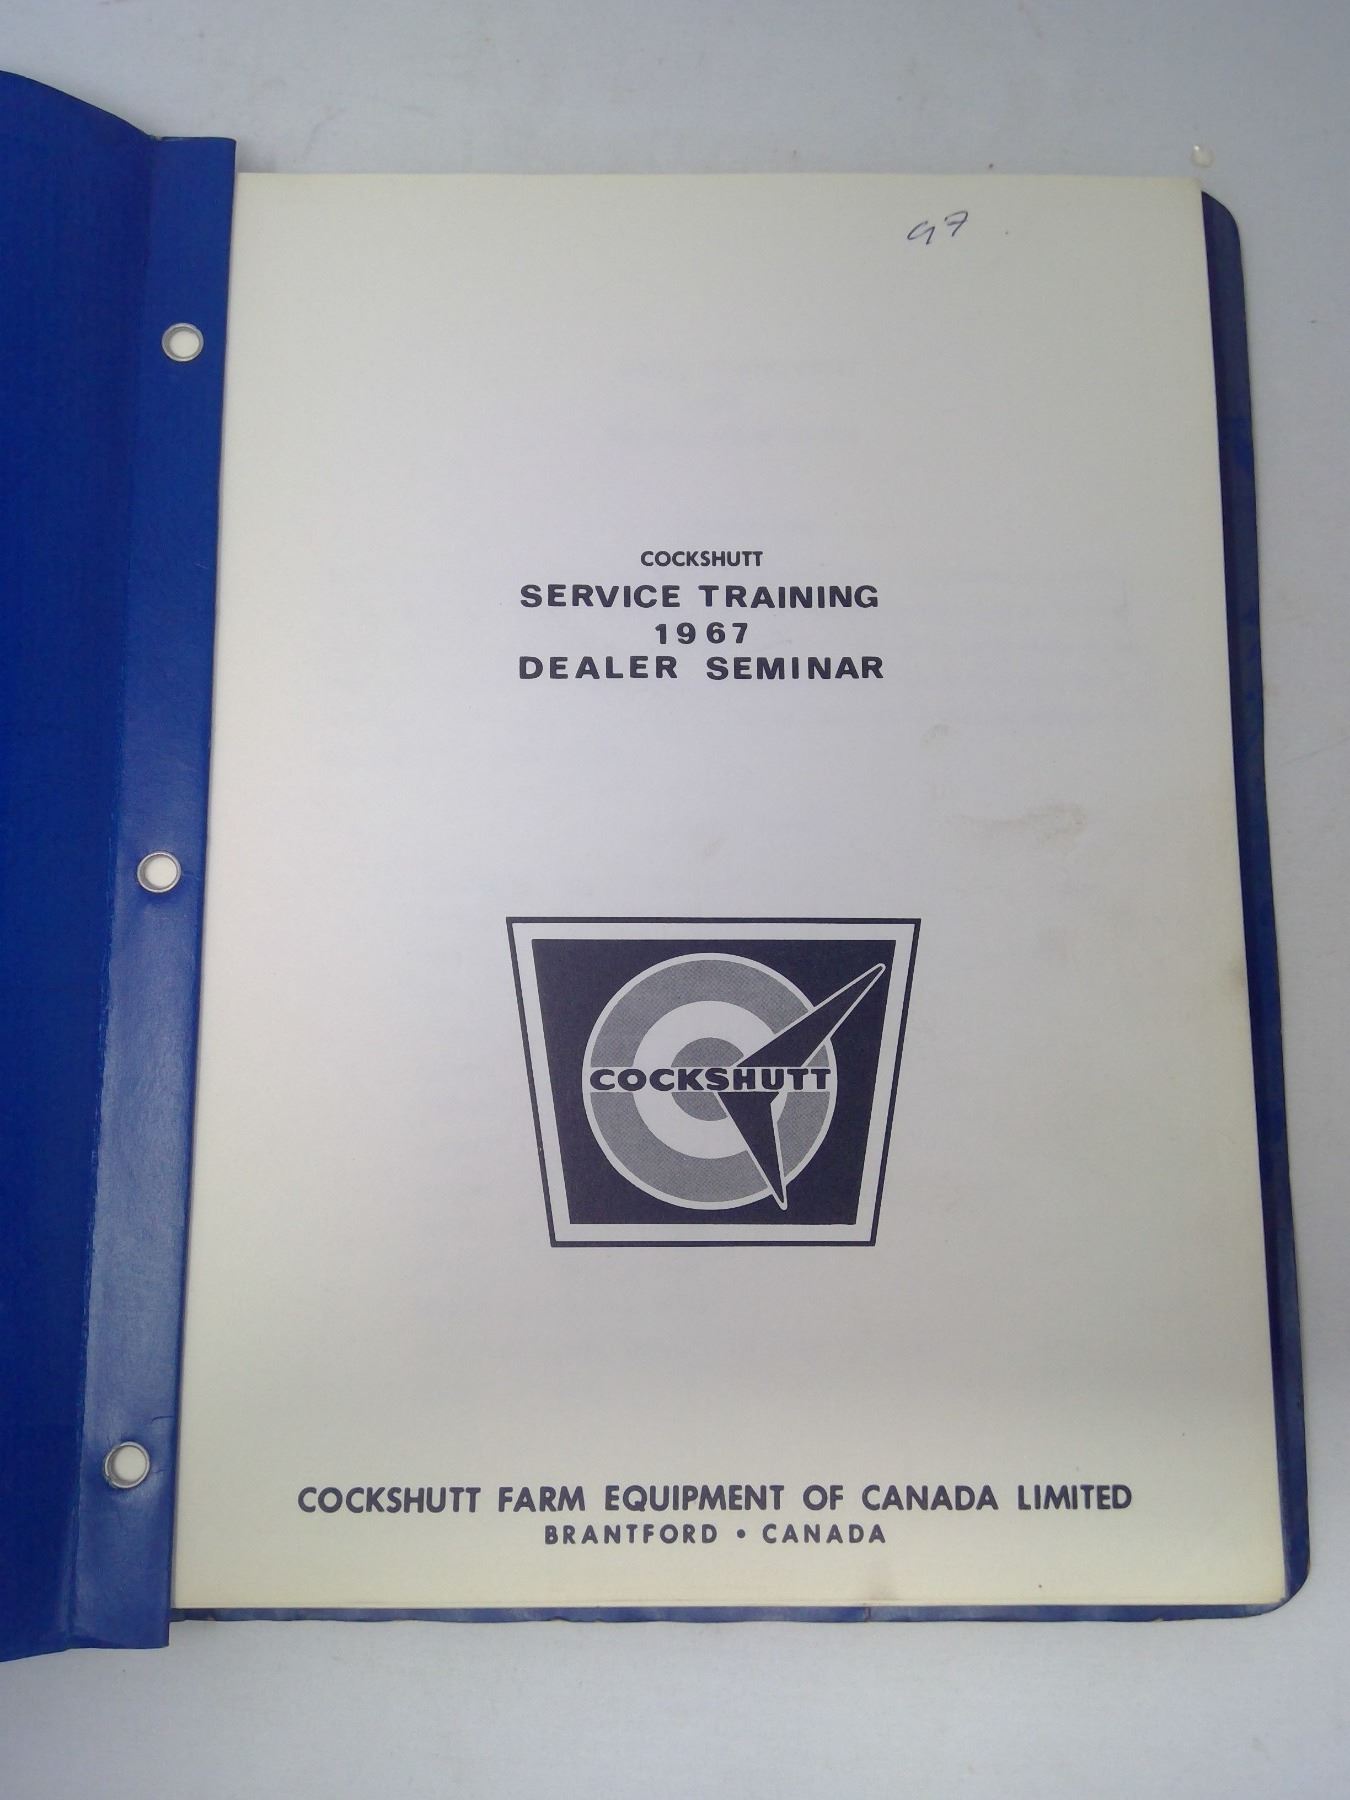 97
COCKSHUTT
SERVICE TRAINING
1967
DEALER SEMINAR
COCKSHUTT
COCKSHUTT FARM EQUIPMENT OF CANADA LIMITED
BRANTFORD • CANADA